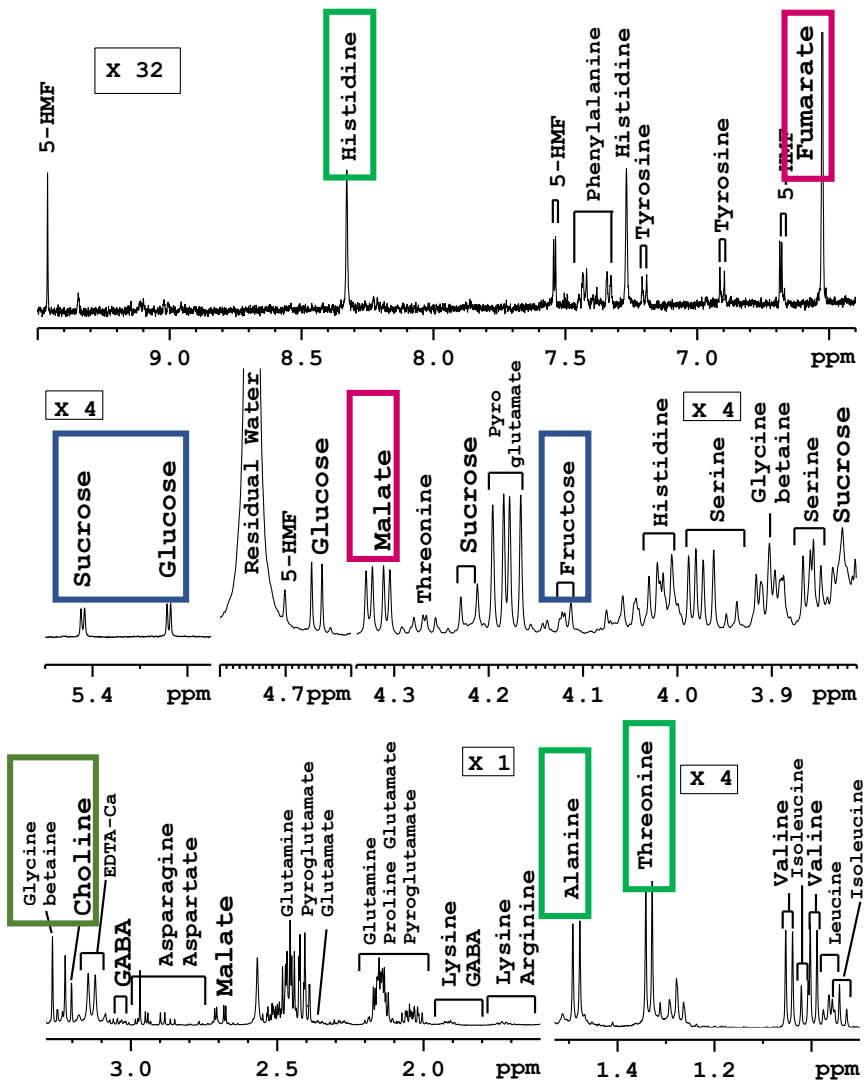 X 32
5-HMF
Histidine
5-HMF
Phenylalanine
Histidine
Tyrosine
Tyrosine
5-HMF
Fumarate
9.0
8.5
8.0
7.5
7.0
ppm
X 4
Sucrose
Glucose
Residual Water
5-HMF
Glucose
Malate
Threonine
Sucrose
Pyro
glutamate
Fructose
X 4
Histidine
Serine
Glycine
betaine
Serine
Sucrose
5.4
ppm
4.7ppm
4.3
4.2
4.1
4.0
3.9
ppm
X 1
X 4
Glycine
betaine
Choline
EDTA-Ca
GABA
Asparagine
Aspartate
Malate
Glutamine
Pyroglutamate
Glutamate
Glutamine
Proline Glutamate
Pyroglutamate
Lysine
GABA
Lysine
Arginine
Alanine
Threonine
Valine
Isoleucine
Valine
Leucine
Isoleucine
3.0
2.5
2.0
ppm
1.4
1.2
ppm